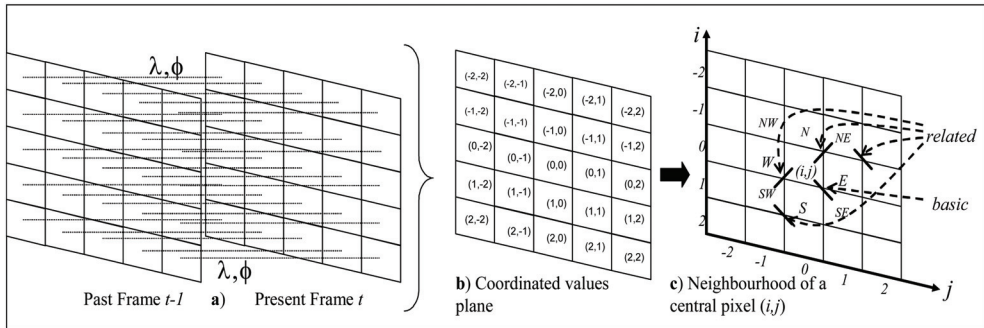 λ,ϕ
λ,ϕ
Past Frame t-1
a)
Present Frame t
(-2,-2)
(-2,-1)
(-2,0)
(-2,1)
(-2,2)
(-1,-2)
(-1,-1)
(-1,0)
(-1,1)
(-1,2)
(0,-2)
(0,-1)
(0,0)
(0,1)
(0,2)
(1,-2)
(1,-1)
(1,0)
(1,1)
(1,2)
(2,-2)
(2,-1)
(2,0)
(2,1)
(2,2)
b) Coordinated values
plane
i
-2
-1
0
1
2
NW
N
NE
related
W
(i,j)
E
SW
S
SE
basic
-2
-1
0
1
2
j
c) Neighbourhood of a
central pixel (i,j)